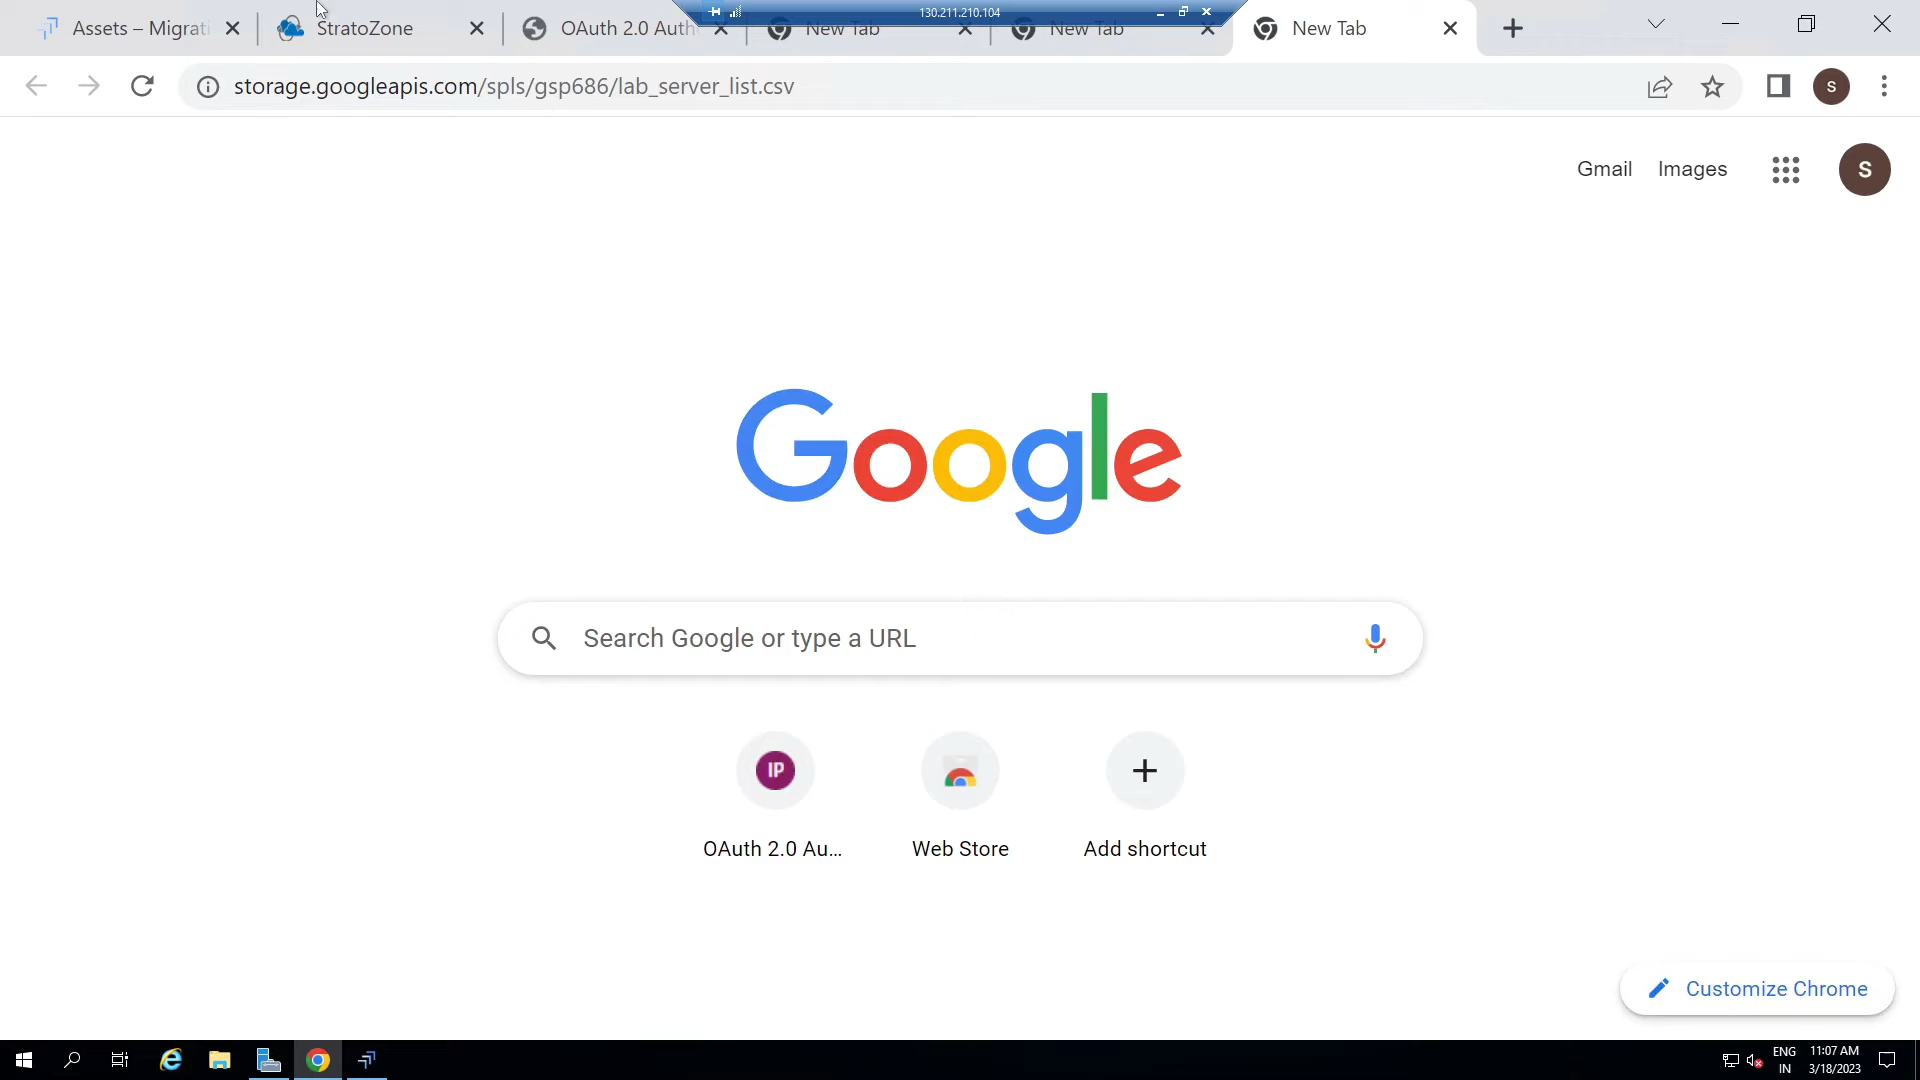 Assets – Migrati
StratoZone
OAuth 2.0 Auth
New Tab
New Tab
New Tab
130.211.210.104
storage.googleapis.com/spls/gsp686/lab_server_list.csv
S
Gmail
Images
S
Google
Search Google or type a URL
IP
OAuth 2.0 Au...
Web Store
Add shortcut
Customize Chrome
ENG
IN
11:07 AM
3/18/2023